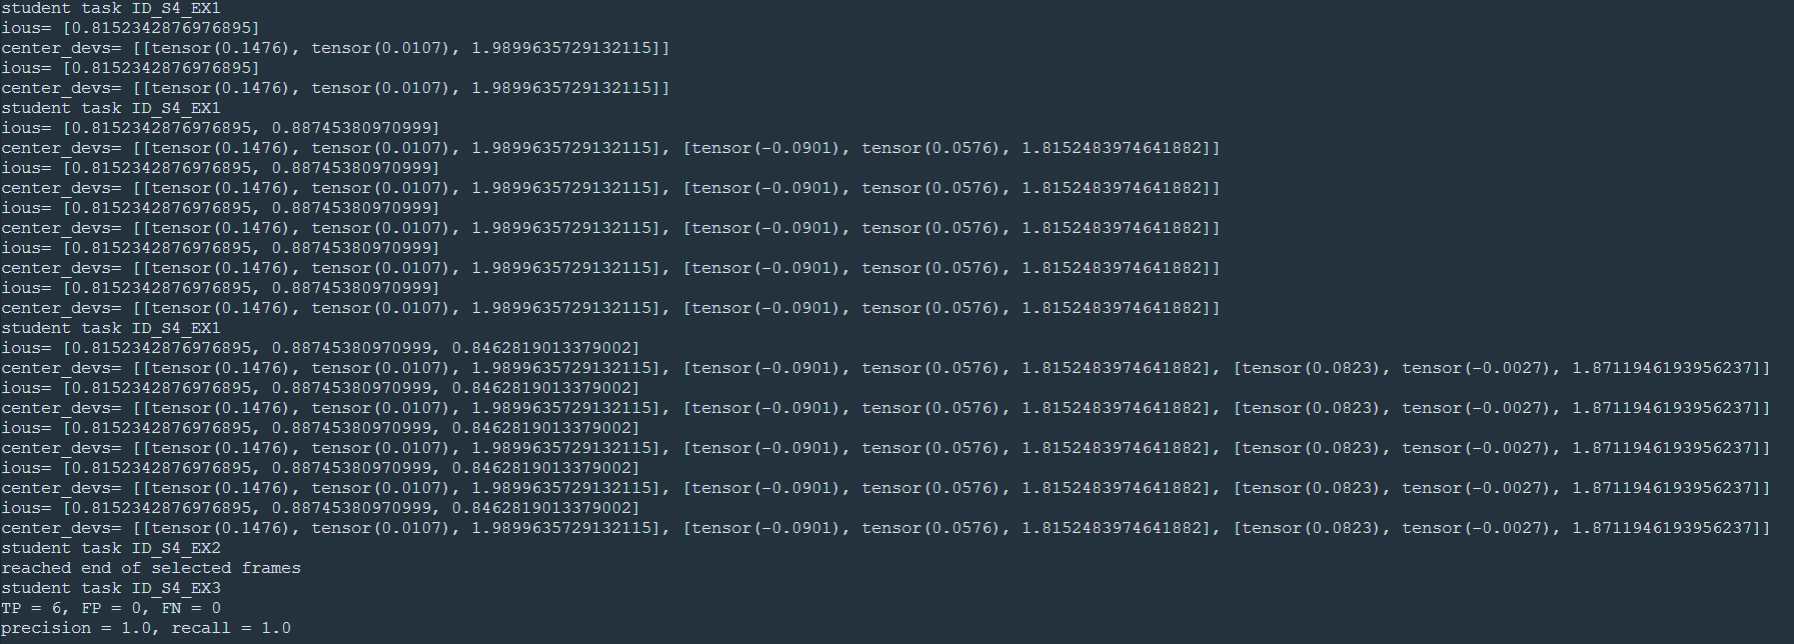 student task ID_S4_EX1
ious= [0.8152342876976895]
center_devs= [[tensor(0.1476), tensor(0.0107), 1.9899635729132115]]
ious= [0.8152342876976895]
center_devs= [[tensor(0.1476), tensor(0.0107), 1.9899635729132115]]
student task ID_S4_EX1
ious= [0.8152342876976895, 0.88745380970999]
center_devs= [[tensor(0.1476), tensor(0.0107), 1.9899635729132115], [tensor(-0.0901), tensor(0.0576), 1.8152483974641882]]
ious= [0.8152342876976895, 0.88745380970999]
center_devs= [[tensor(0.1476), tensor(0.0107), 1.9899635729132115], [tensor(-0.0901), tensor(0.0576), 1.8152483974641882]]
ious= [0.8152342876976895, 0.88745380970999]
center_devs= [[tensor(0.1476), tensor(0.0107), 1.9899635729132115], [tensor(-0.0901), tensor(0.0576), 1.8152483974641882]]
ious= [0.8152342876976895, 0.88745380970999]
center_devs= [[tensor(0.1476), tensor(0.0107), 1.9899635729132115], [tensor(-0.0901), tensor(0.0576), 1.8152483974641882]]
ious= [0.8152342876976895, 0.88745380970999]
center_devs= [[tensor(0.1476), tensor(0.0107), 1.9899635729132115], [tensor(-0.0901), tensor(0.0576), 1.8152483974641882]]
student task ID_S4_EX1
ious= [0.8152342876976895, 0.88745380970999, 0.8462819013379002]
center_devs= [[tensor(0.1476), tensor(0.0107), 1.9899635729132115], [tensor(-0.0901), tensor(0.0576), 1.8152483974641882], [tensor(0.0823), tensor(-0.0027), 1.8711946193956237]]
ious= [0.8152342876976895, 0.88745380970999, 0.8462819013379002]
center_devs= [[tensor(0.1476), tensor(0.0107), 1.9899635729132115], [tensor(-0.0901), tensor(0.0576), 1.8152483974641882], [tensor(0.0823), tensor(-0.0027), 1.8711946193956237]]
ious= [0.8152342876976895, 0.88745380970999, 0.8462819013379002]
center_devs= [[tensor(0.1476), tensor(0.0107), 1.9899635729132115], [tensor(-0.0901), tensor(0.0576), 1.8152483974641882], [tensor(0.0823), tensor(-0.0027), 1.8711946193956237]]
ious= [0.8152342876976895, 0.88745380970999, 0.8462819013379002]
center_devs= [[tensor(0.1476), tensor(0.0107), 1.9899635729132115], [tensor(-0.0901), tensor(0.0576), 1.8152483974641882], [tensor(0.0823), tensor(-0.0027), 1.8711946193956237]]
ious= [0.8152342876976895, 0.88745380970999, 0.8462819013379002]
center_devs= [[tensor(0.1476), tensor(0.0107), 1.9899635729132115], [tensor(-0.0901), tensor(0.0576), 1.8152483974641882], [tensor(0.0823), tensor(-0.0027), 1.8711946193956237]]
student task ID_S4_EX2
reached end of selected frames
student task ID_S4_EX3
TP = 6, FP = 0, FN = 0
precision = 1.0, recall = 1.0